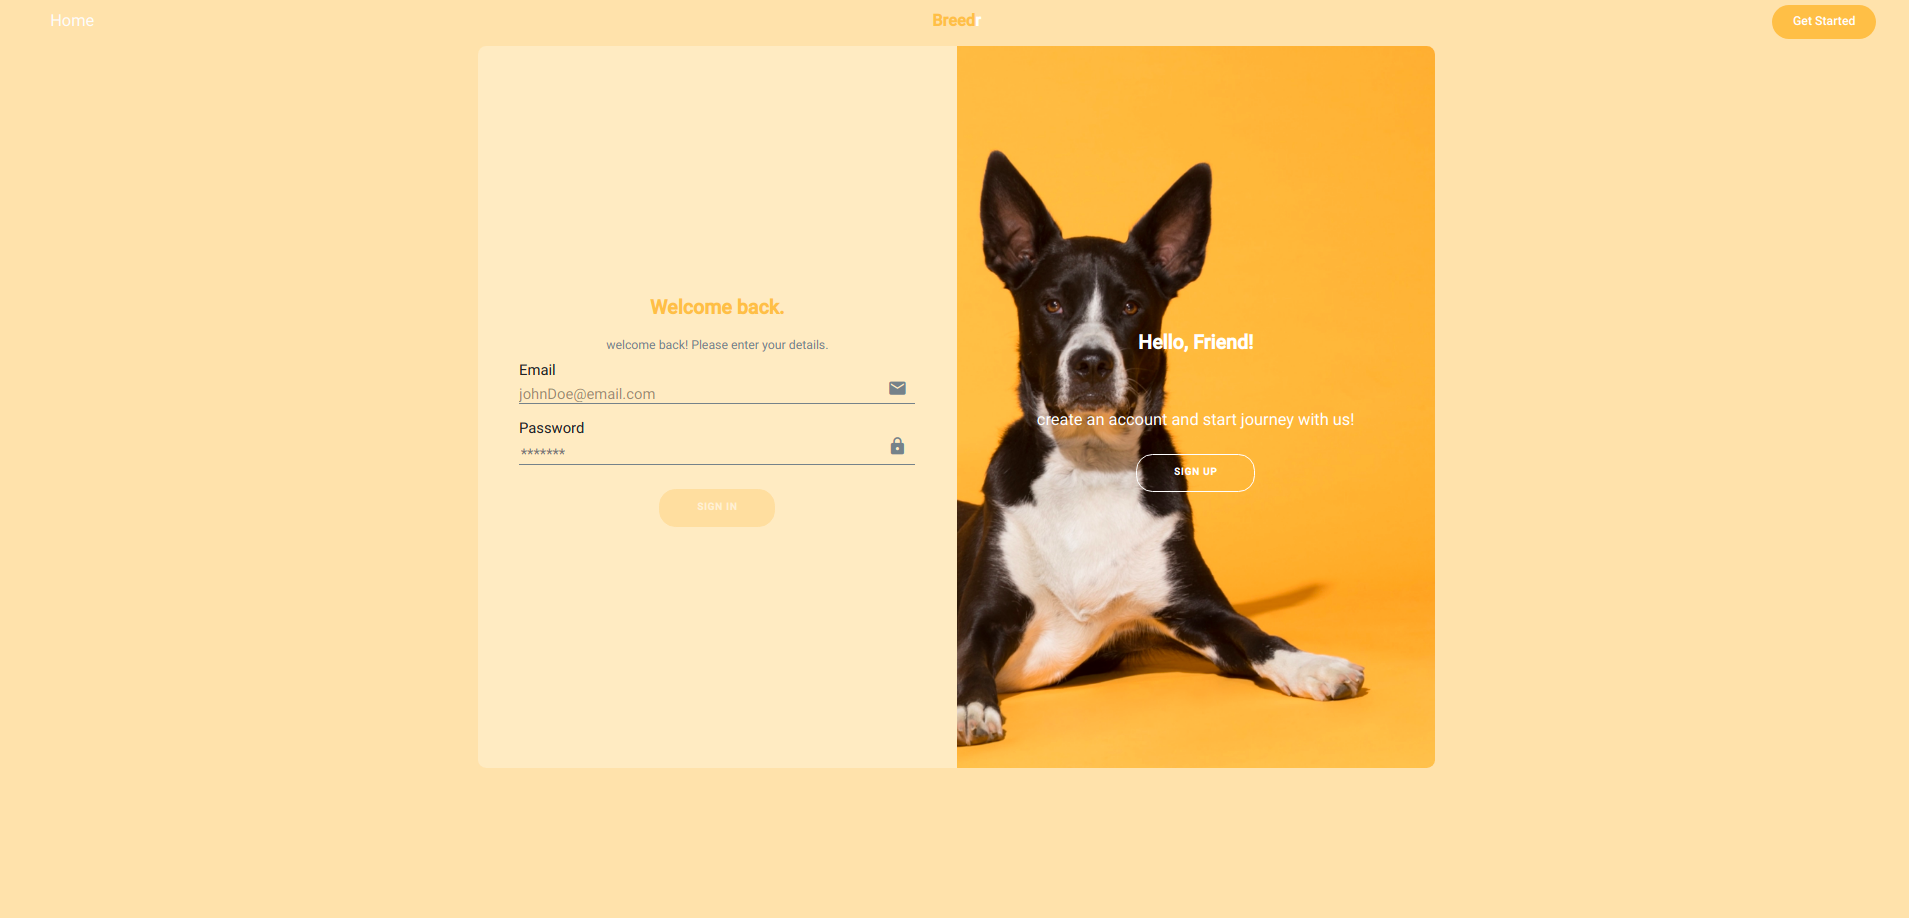 Home
Breedr
Get Started
Welcome back.
welcome back! Please enter your details.
Email
johnDoe@email.com
Password
*******
SIGN IN
Hello, Friend!
create an account and start journey with us!
SIGN UP